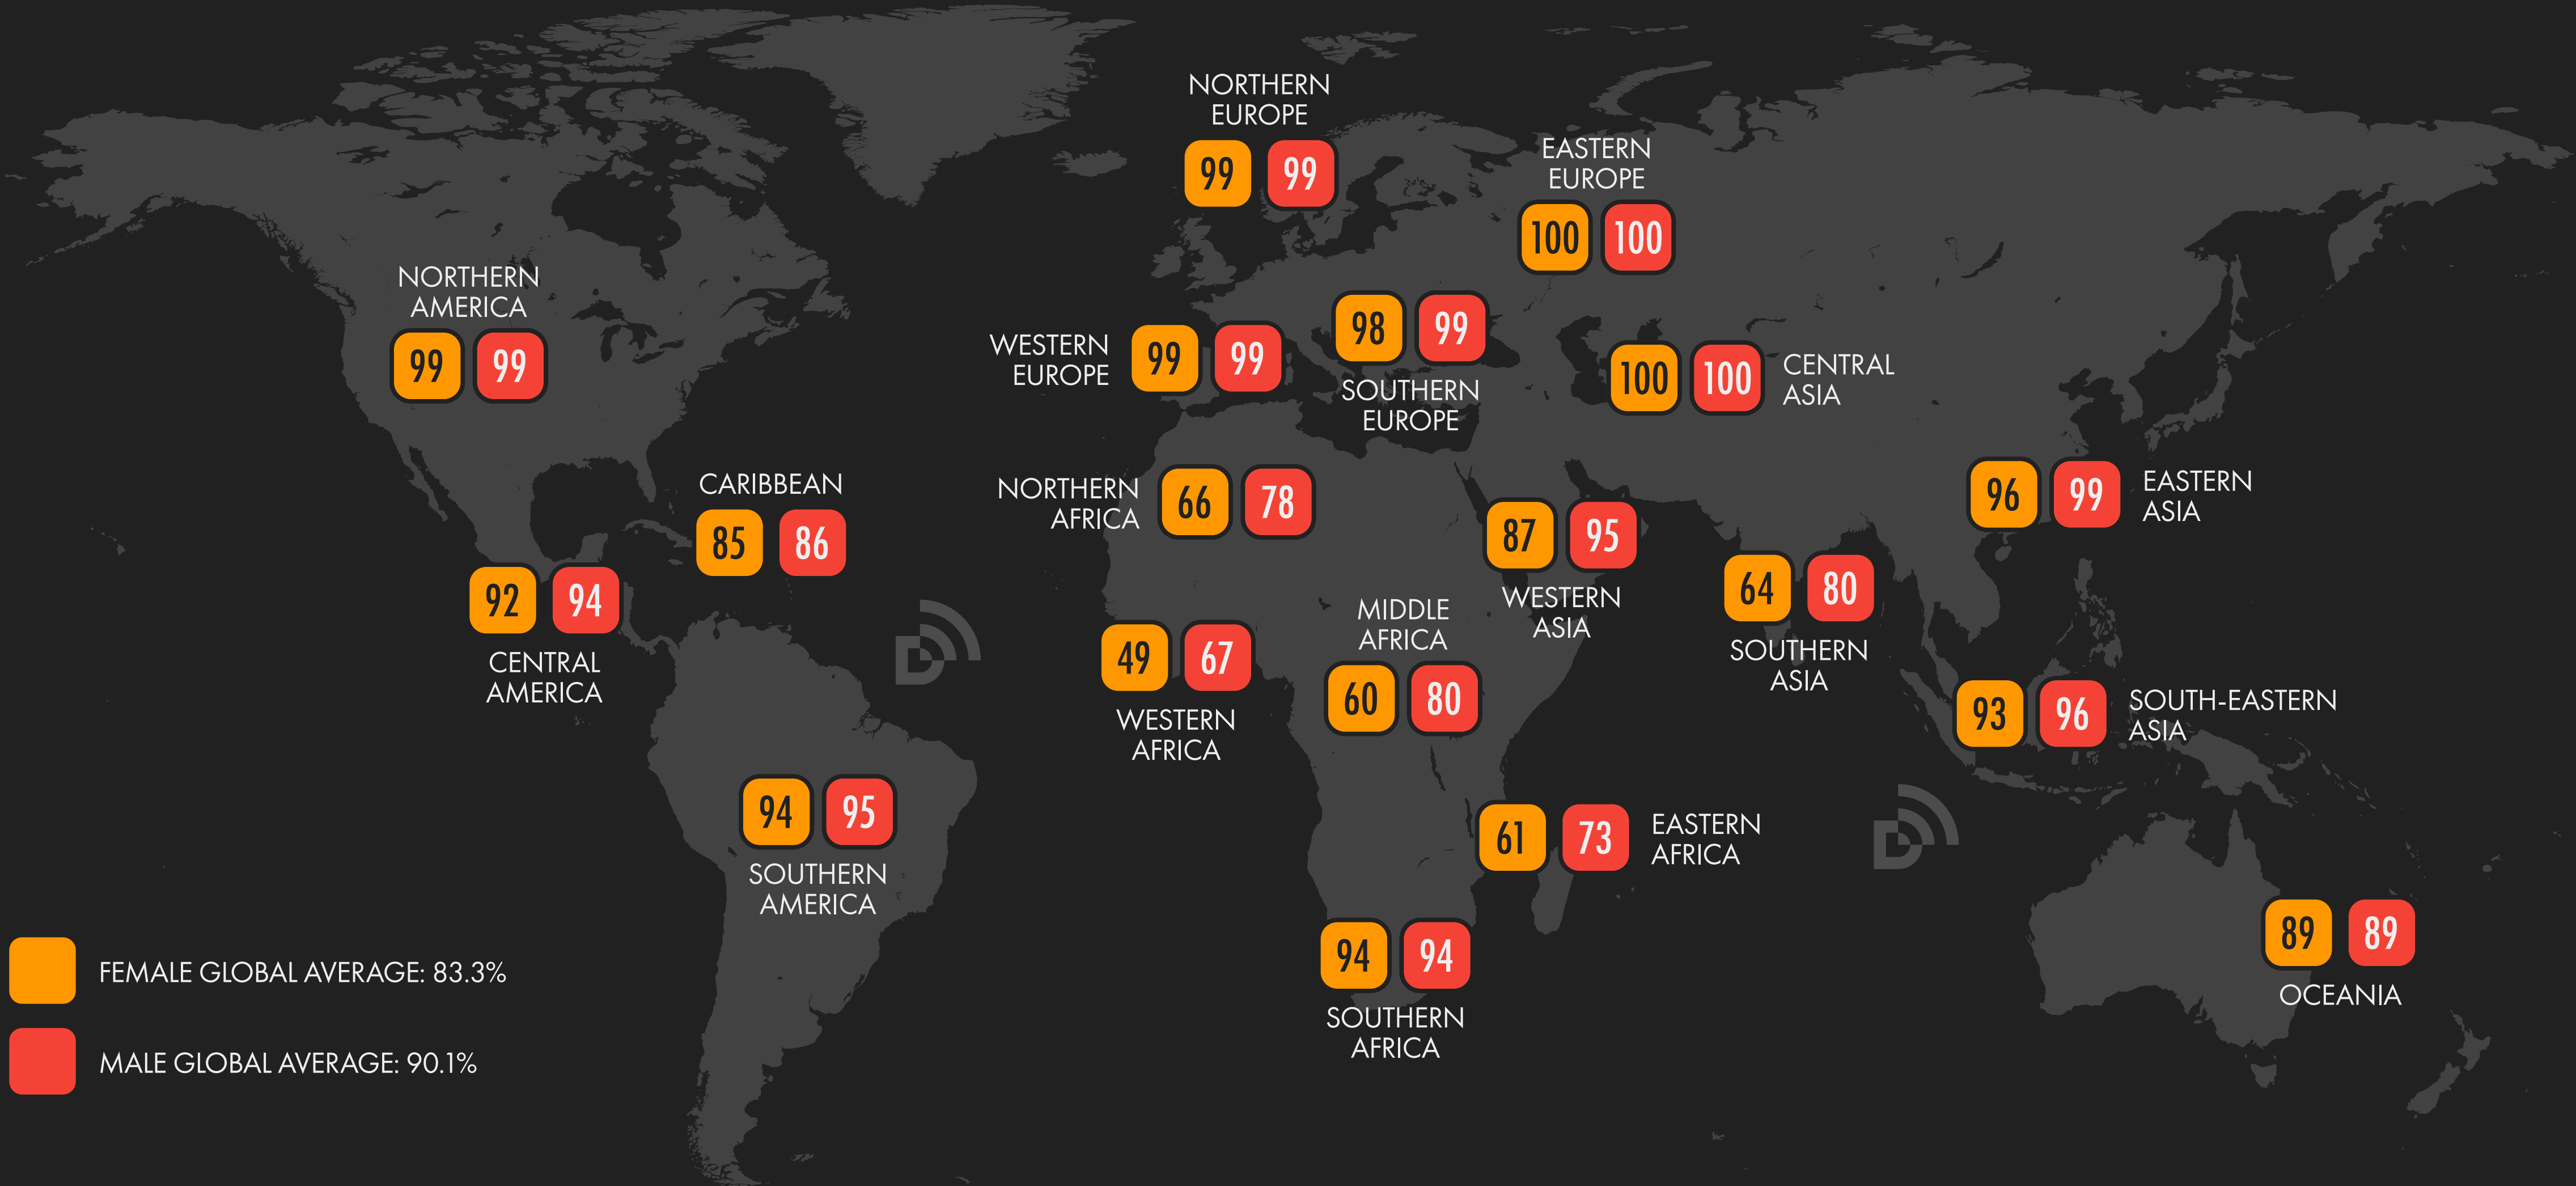 NORTHERN
EUROPE
99 99
EASTERN
EUROPE
100 100
NORTHERN
AMERICA
99 99
WESTERN
EUROPE
99 99
98 99
SOUTHERN
EUROPE
100 100
CENTRAL
ASIA
CARIBBEAN
85 86
NORTHERN
AFRICA
66 78
87 95
WESTERN
ASIA
96 99
EASTERN
ASIA
92 94
CENTRAL
AMERICA
49 67
WESTERN
AFRICA
MIDDLE
AFRICA
60 80
64 80
SOUTHERN
ASIA
93 96
SOUTH-EASTERN
ASIA
94 95
SOUTHERN
AMERICA
61 73
EASTERN
AFRICA
94 94
SOUTHERN
AFRICA
89 89
OCEANIA
FEMALE GLOBAL AVERAGE: 83.3%
MALE GLOBAL AVERAGE: 90.1%